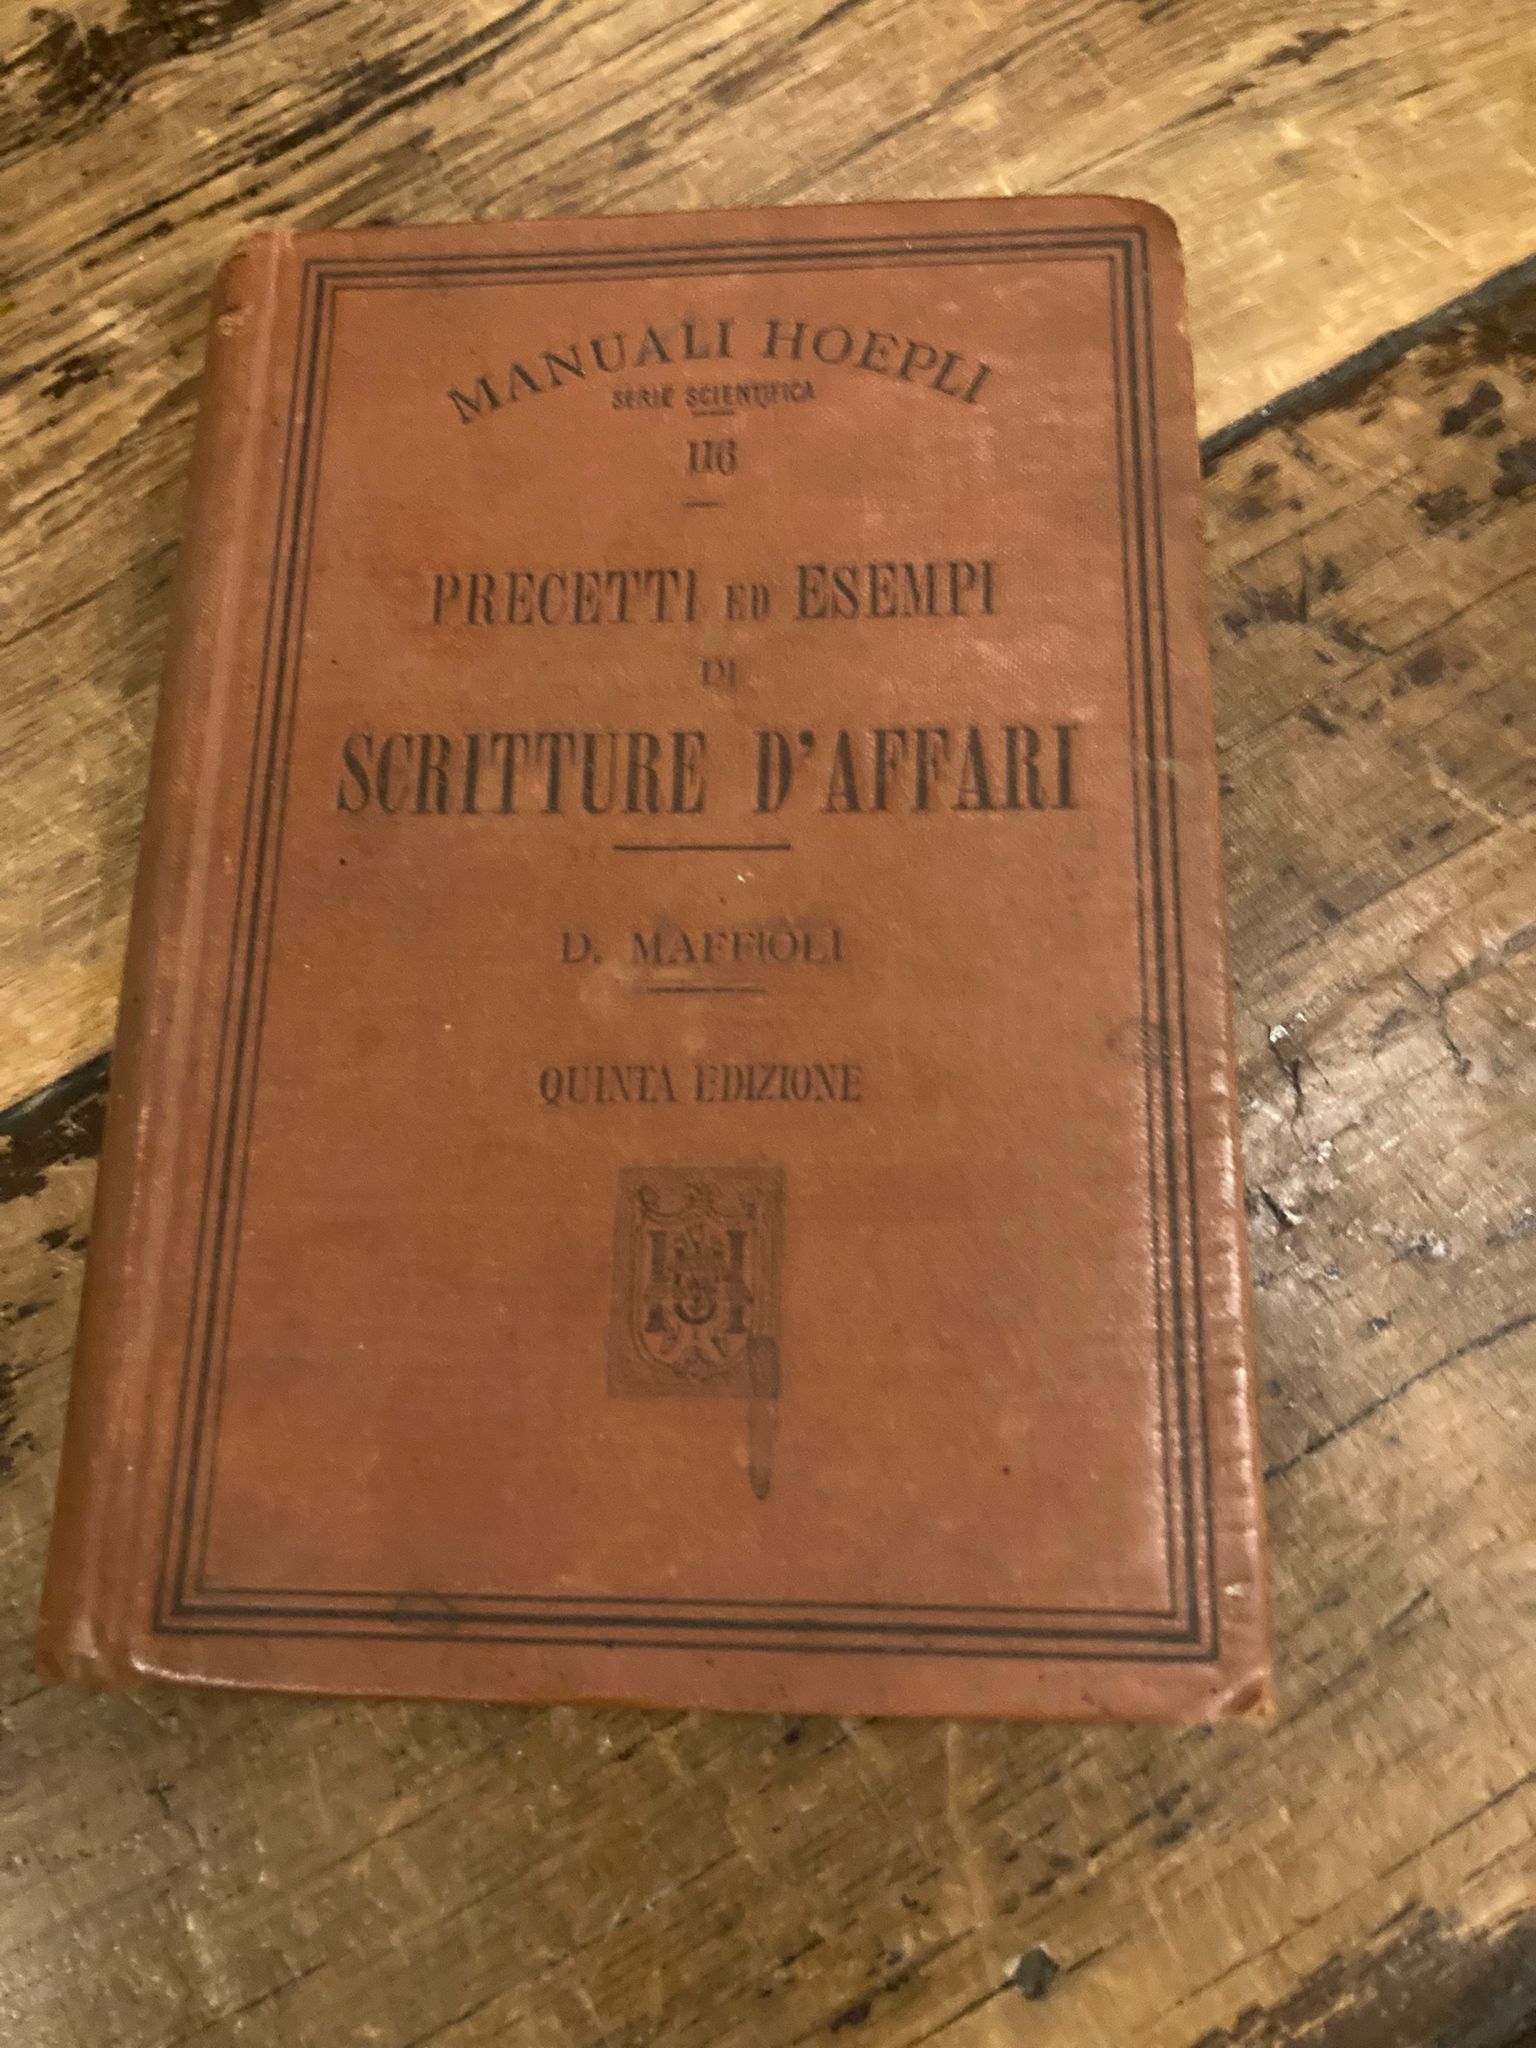 MANUALI HOEPLI
SERIE SCIENTIFICA
116
PRECETTI ED ESEMPI
DI
SCRITTURE D'AFFARI
D. MAFFIOLI
QUINTA EDIZIONE